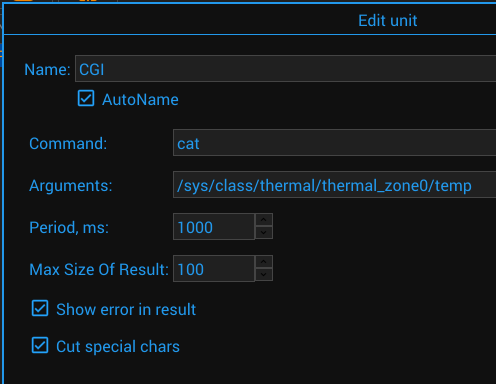 Edit unit
Name: CGI
AutoName
Command: cat
Arguments: /sys/class/thermal/thermal_zone0/temp
Period, ms: 1000
Max Size Of Result: 100
Show error in result
Cut special chars